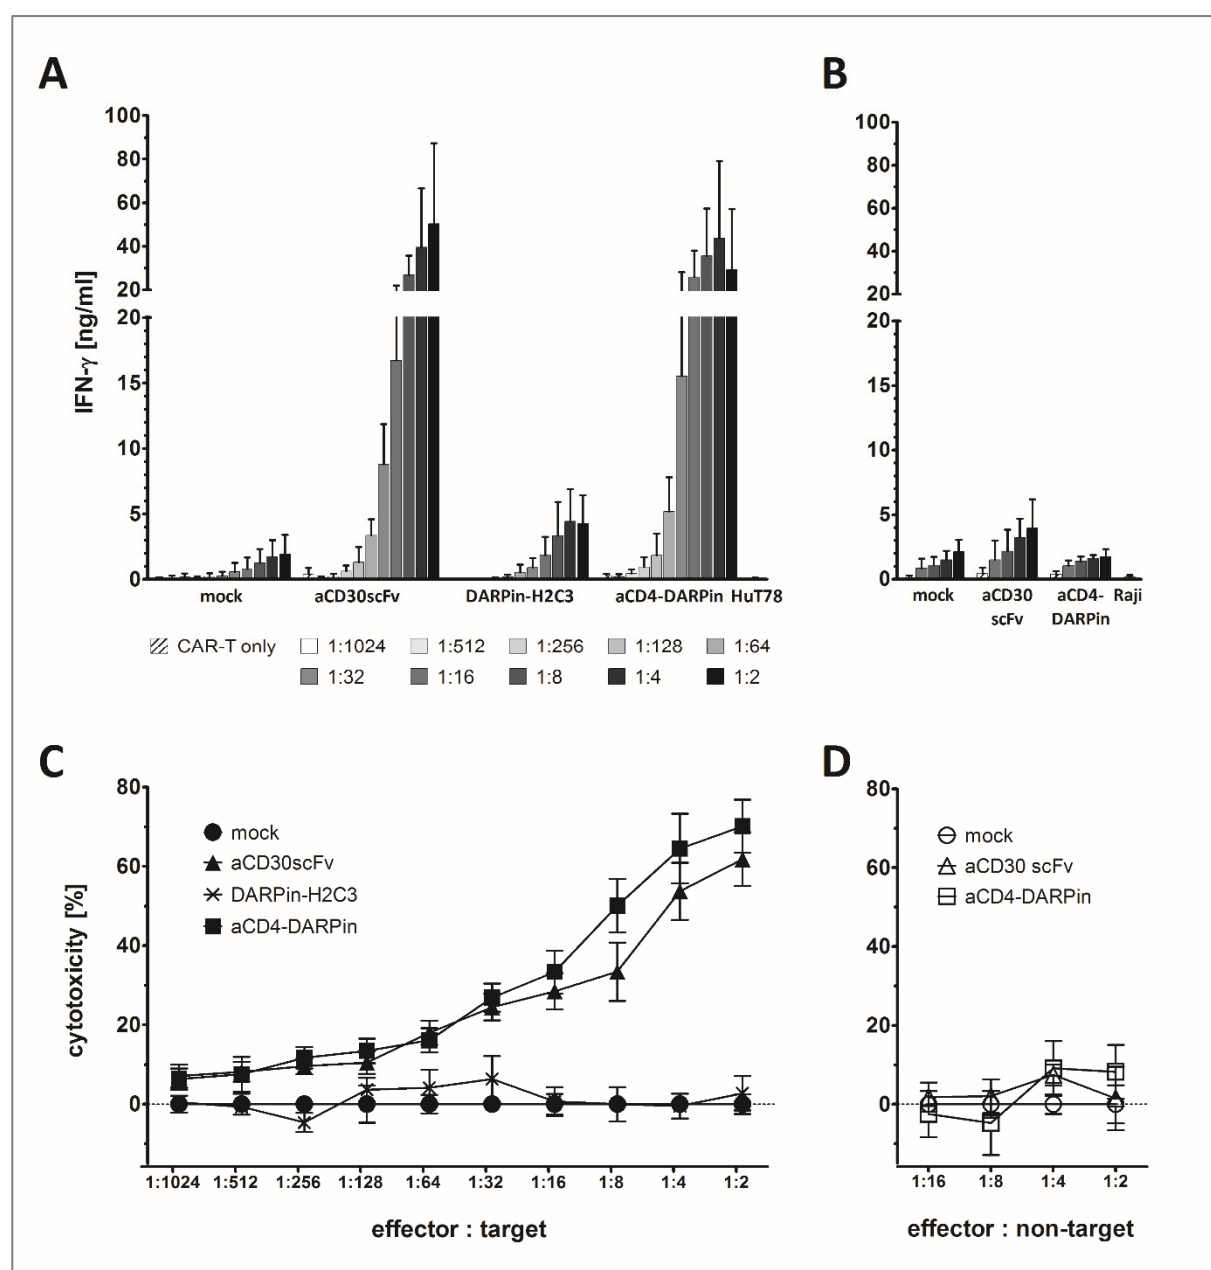 A
B
100
80
60
40
20
20
15
10
5
0
IFN-γ [ng/ml]
mock
aCD30scFv
DARPin-H2C3
aCD4-DARPin
HuT78
100
80
60
40
20
20
15
10
5
0
mock
aCD30
scFv
aCD4-
DARPin
Raji
CAR-T only
1:1024
1:512
1:256
1:128
1:64
1:32
1:16
1:8
1:4
1:2
C
D
80
60
40
20
0
cytotoxicity [%]
mock
aCD30scFv
DARPin-H2C3
aCD4-DARPin
1:1024
1:512
1:256
1:128
1:64
1:32
1:16
1:8
1:4
1:2
effector : target
80
60
40
20
0
mock
aCD30 scFv
aCD4-DARPin
1:16
1:8
1:4
1:2
effector : non-target